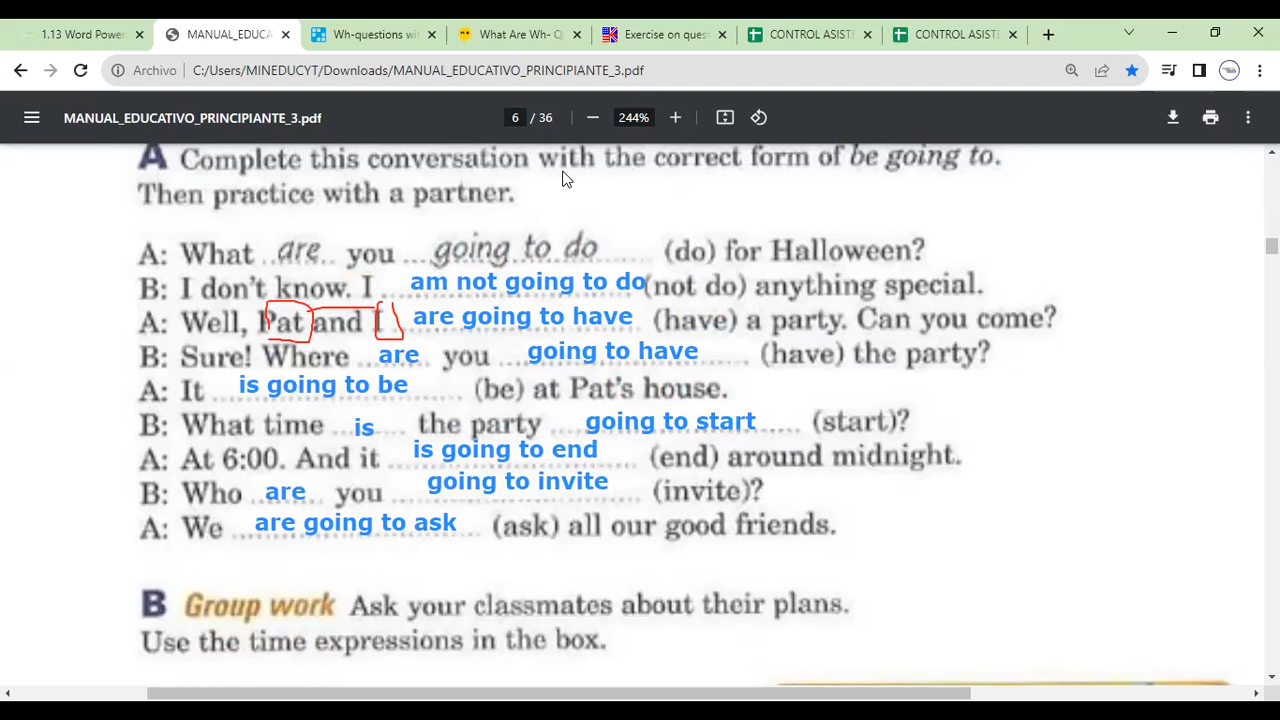 1.13 Word Power
MANUAL_EDUCA
Wh-questions wit
What Are Wh- Qu
Exercise on quest
CONTROL ASISTE
CONTROL ASISTE
Archivo C:/Users/MINEDUCYT/Downloads/MANUAL_EDUCATIVO_PRINCIPIANTE_3.pdf
MANUAL_EDUCATIVO_PRINCIPIANTE_3.pdf 6 / 36 244%
A Complete this conversation with the correct form of be going to.
Then practice with a partner.
A: What are you going to do (do) for Halloween?
B: I don't know. I am not going to do (not do) anything special.
A: Well, Pat and I are going to have (have) a party. Can you come?
B: Sure! Where are you going to have (have) the party?
A: It is going to be (be) at Pat's house.
B: What time is the party going to start (start)?
A: At 6:00. And it is going to end (end) around midnight.
B: Who are you going to invite (invite)?
A: We are going to ask (ask) all our good friends.
B Group work Ask your classmates about their plans.
Use the time expressions in the box.